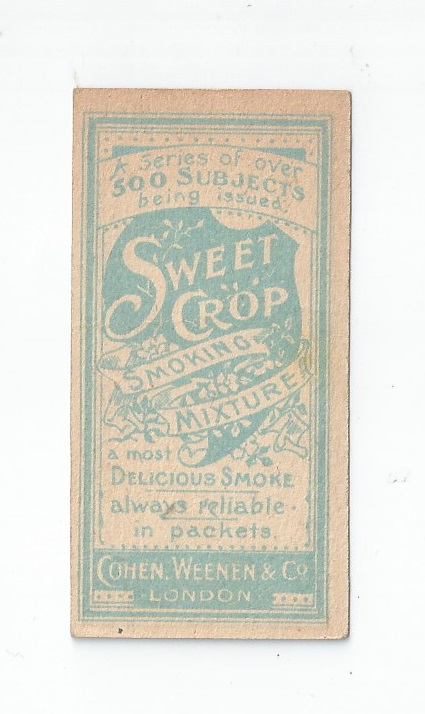 A Series of over
500 SUBJECTS
being issued.
SWEET
CROP
SMOKING
MIXTURE
a most
DELICIOUS SMOKE
always reliable
in packets.
COHEN, WEENEN & Co
LONDON